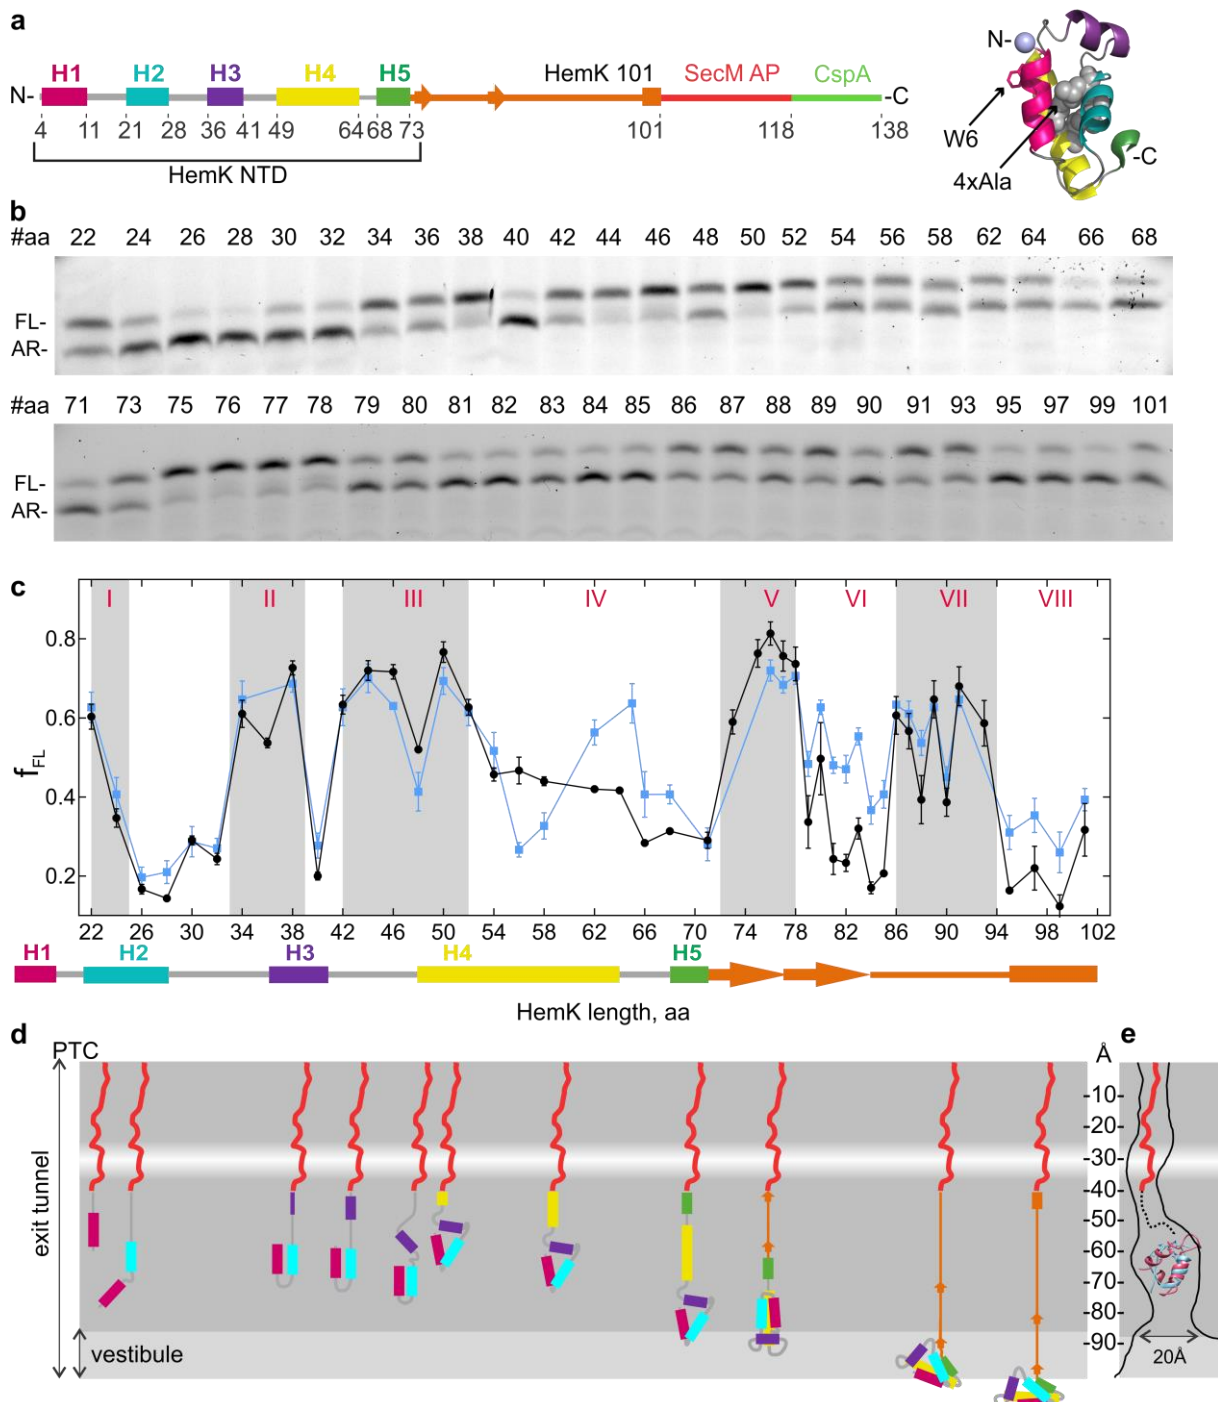 a
H1 H2 H3 H4 H5 HemK 101 SecM AP CspA
N- -C
4 11 21 28 36 41 49 64 68 73 101 118 138
HemK NTD
N-
W6
4xAla
-C
b
#aa 22 24 26 28 30 32 34 36 38 40 42 44 46 48 50 52 54 56 58 62 64 66 68
FL-
AR-
#aa 71 73 75 76 77 78 79 80 81 82 83 84 85 86 87 88 89 90 91 93 95 97 99 101
FL-
AR-
c
I II III IV V VI VII VIII
0.8
0.6
0.4
0.2
fFL
22 26 30 34 38 42 46 50 54 58 62 66 70 74 78 82 86 90 94 98 102
H1 H2 H3 H4 H5
HemK length, aa
d
PTC
exit tunnel
vestibule
Å
-10-
-20-
-30-
-40-
-50-
-60-
-70-
-80-
-90-
e
20Å